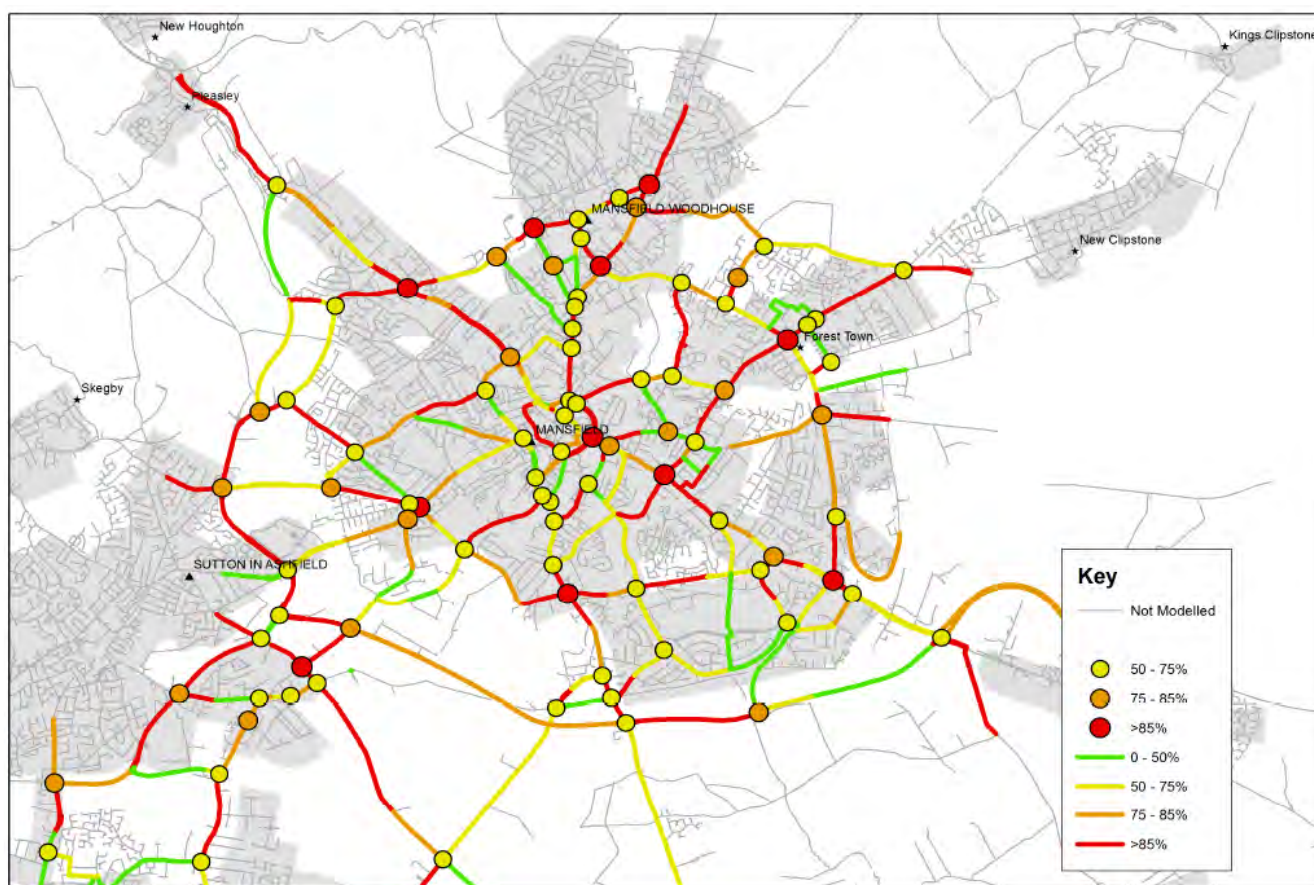 New Houghton
Kings Clipstone
Pleasley
MANSFIELD WOODHOUSE
New Clipstone
Forest Town
Skegby
MANSFIELD
SUTTON IN ASHFIELD
Key
Not Modelled
50 - 75%
75 - 85%
>85%
0 - 50%
50 - 75%
75 - 85%
>85%